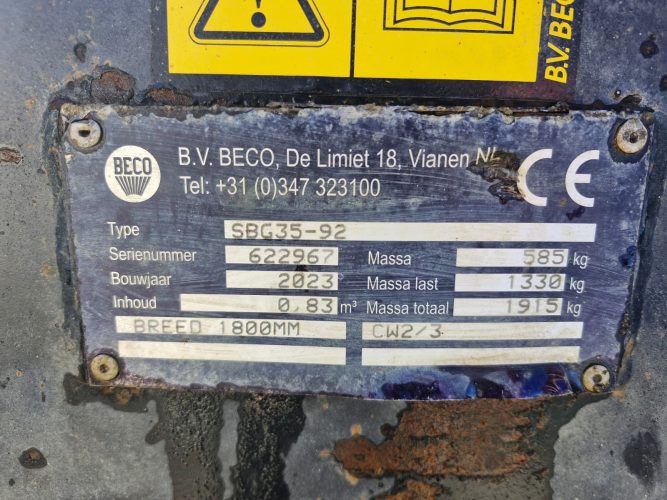 B.V. BECO
BECO
B.V. BECO, De Limiet 18, Vianen NL
Tel: +31 (0)347 323100
CE
Type SBG35-92
Serienummer 622967 Massa 585 kg
Bouwjaar 2023 Massa last 1330 kg
Inhoud 0,83 m³ Massa totaal 1915 kg
BREED 1800MM CW2/3